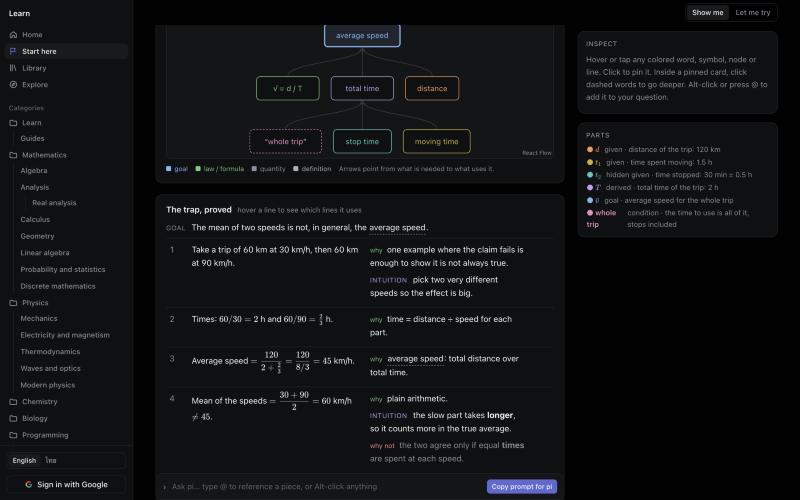 Learn
Home
Start here
Library
Explore
Categories
Learn
Guides
Mathematics
Algebra
Analysis
Real analysis
Calculus
Geometry
Linear algebra
Probability and statistics
Discrete mathematics
Physics
Mechanics
Electricity and magnetism
Thermodynamics
Waves and optics
Modern physics
Chemistry
Biology
Programming
English ไทย
Sign in with Google
Show me Let me try
average speed
total time
distance
"whole trip"
stop time
moving time
React Flow
goal law / formula quantity definition Arrows point from what is needed to what uses it.
The trap, proved hover a line to see which lines it uses
GOAL The mean of two speeds is not, in general, the average speed.
1 Take a trip of 60 km at 30 km/h, then 60 km
at 90 km/h.
why one example where the claim fails is
enough to show it is not always true.
INTUITION pick two very different
speeds so the effect is big.
2 Times: 60/30 = 2 h and 60/90 = 2/3 h.
why time = distance ÷ speed for each
part.
3 Average speed = 120/(2 + 2/3) = 120/(8/3) = 45 km/h.
why average speed: total distance over
total time.
4 Mean of the speeds = (30 + 90)/2 = 60 km/h
≠ 45.
why plain arithmetic.
INTUITION the slow part takes longer,
so it counts more in the true average.
why not the two agree only if equal times
are spent at each speed.
› Ask pi... type @ to reference a piece, or Alt-click anything
Copy prompt for pi
INSPECT
Hover or tap any colored word, symbol, node or
line. Click to pin it. Inside a pinned card, click
dashed words to go deeper. Alt-click or press @ to
add it to your question.
PARTS
d given · distance of the trip: 120 km
t₁ given · time spent moving: 1.5 h
t₂ hidden given · time stopped: 30 min = 0.5 h
T derived · total time of the trip: 2 h
goal · average speed for the whole trip
whole trip condition · the time to use is all of it,
stops included